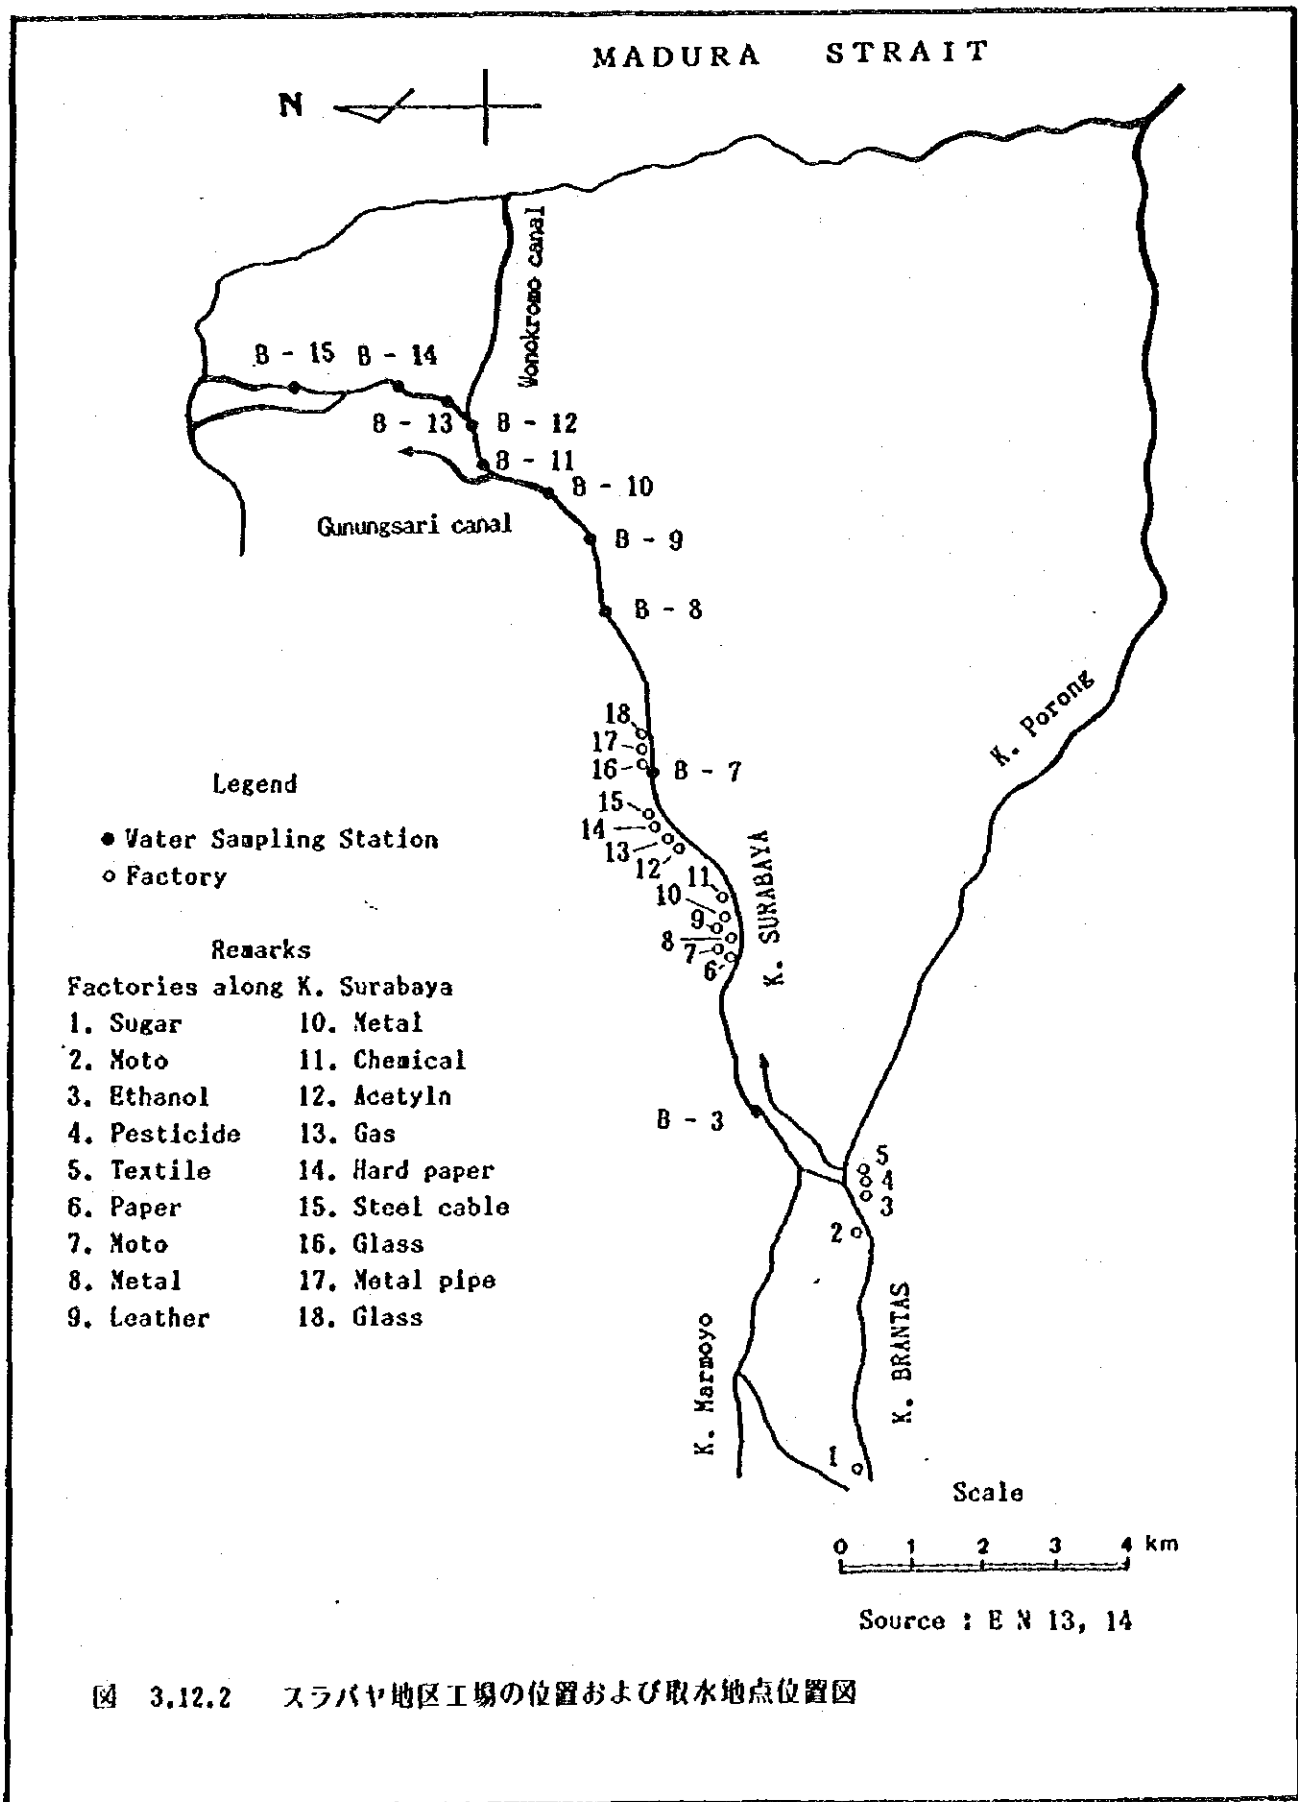 MADURA STRAIT
N
Wonokromo canal
B - 15
B - 14
B - 13
B - 12
B - 11
B - 10
Gunungsari canal
B - 9
B - 8
K. Porong
18
17
16
B - 7
15
14
13
12
11
10
9
8
7
6
K. SURABAYA
Legend
Water Sampling Station
Factory
Remarks
Factories along K. Surabaya
1. Sugar
2. Moto
3. Ethanol
4. Pesticide
5. Textile
6. Paper
7. Moto
8. Metal
9. Leather
10. Metal
11. Chemical
12. Acetyln
13. Gas
14. Hard paper
15. Steel cable
16. Glass
17. Metal pipe
18. Glass
B - 3
5
4
3
2
K. Marmoyo
K. BRANTAS
1
Scale
0 1 2 3 4 km
Source : E N 13, 14
図 3.12.2 スラバヤ地区工場の位置および取水地点位置図